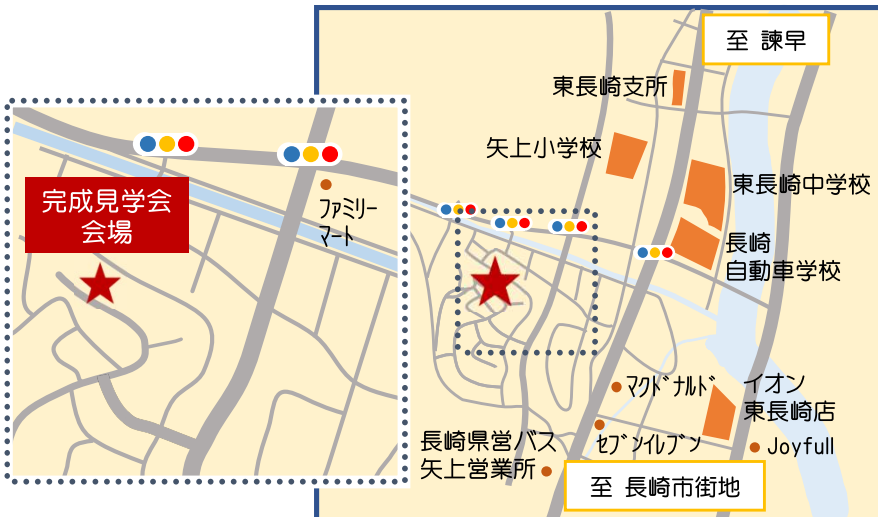 至 諫早
東長崎支所
矢上小学校
東長崎中学校
長崎
自動車学校
完成見学会
会場
ﾌｧﾐﾘｰ
ﾏｰﾄ
ﾏｸﾄﾞﾅﾙﾄﾞ
イオン
東長崎店
ｾﾌﾞﾝｲﾚﾌﾞﾝ
Joyfull
長崎県営バス
矢上営業所
至 長崎市街地